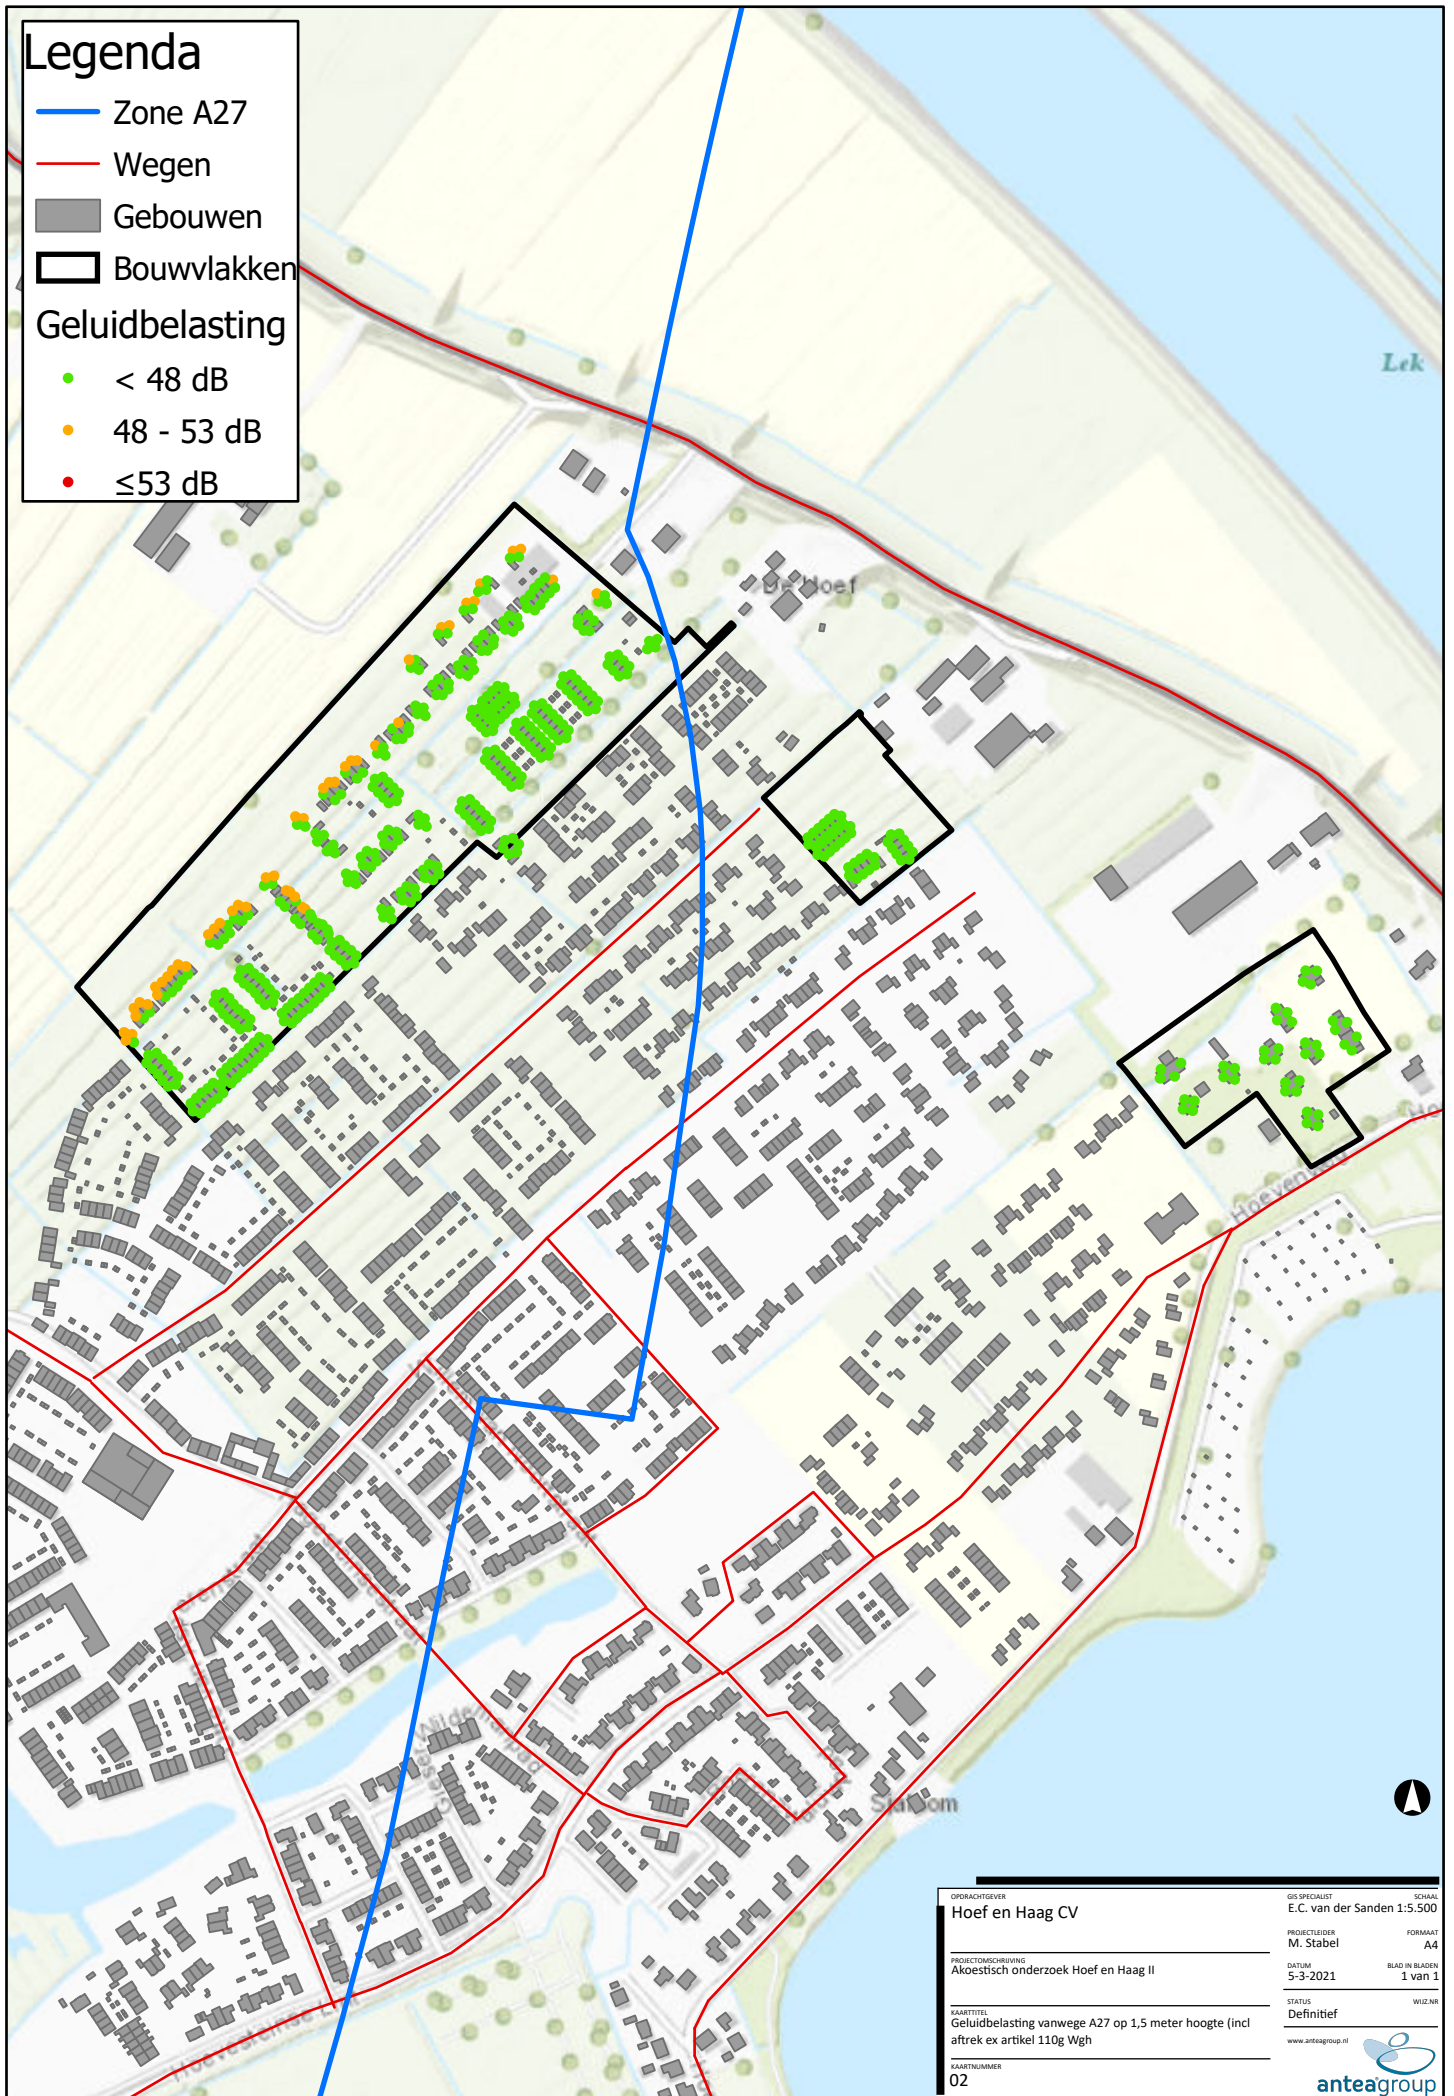 Legenda
Zone A27
Wegen
Gebouwen
Bouwvlakken
Geluidbelasting
< 48 dB
48 - 53 dB
≤53 dB
Lek
De Hoef
Hoevenweg
Wildemanpad
OPDRACHTGEVER
Hoef en Haag CV
PROJECTOMSCHRIJVING
Akoestisch onderzoek Hoef en Haag II
KAARTTITEL
Geluidbelasting vanwege A27 op 1,5 meter hoogte (incl
aftrek ex artikel 110g Wgh
KAARTNUMMER
02
GIS SPECIALIST SCHAAL
E.C. van der Sanden 1:5.500
PROJECTLEIDER FORMAAT
M. Stabel A4
DATUM BLAD IN BLADEN
5-3-2021 1 van 1
STATUS WIJZ.NR
Definitief
www.anteagroup.nl
anteagroup